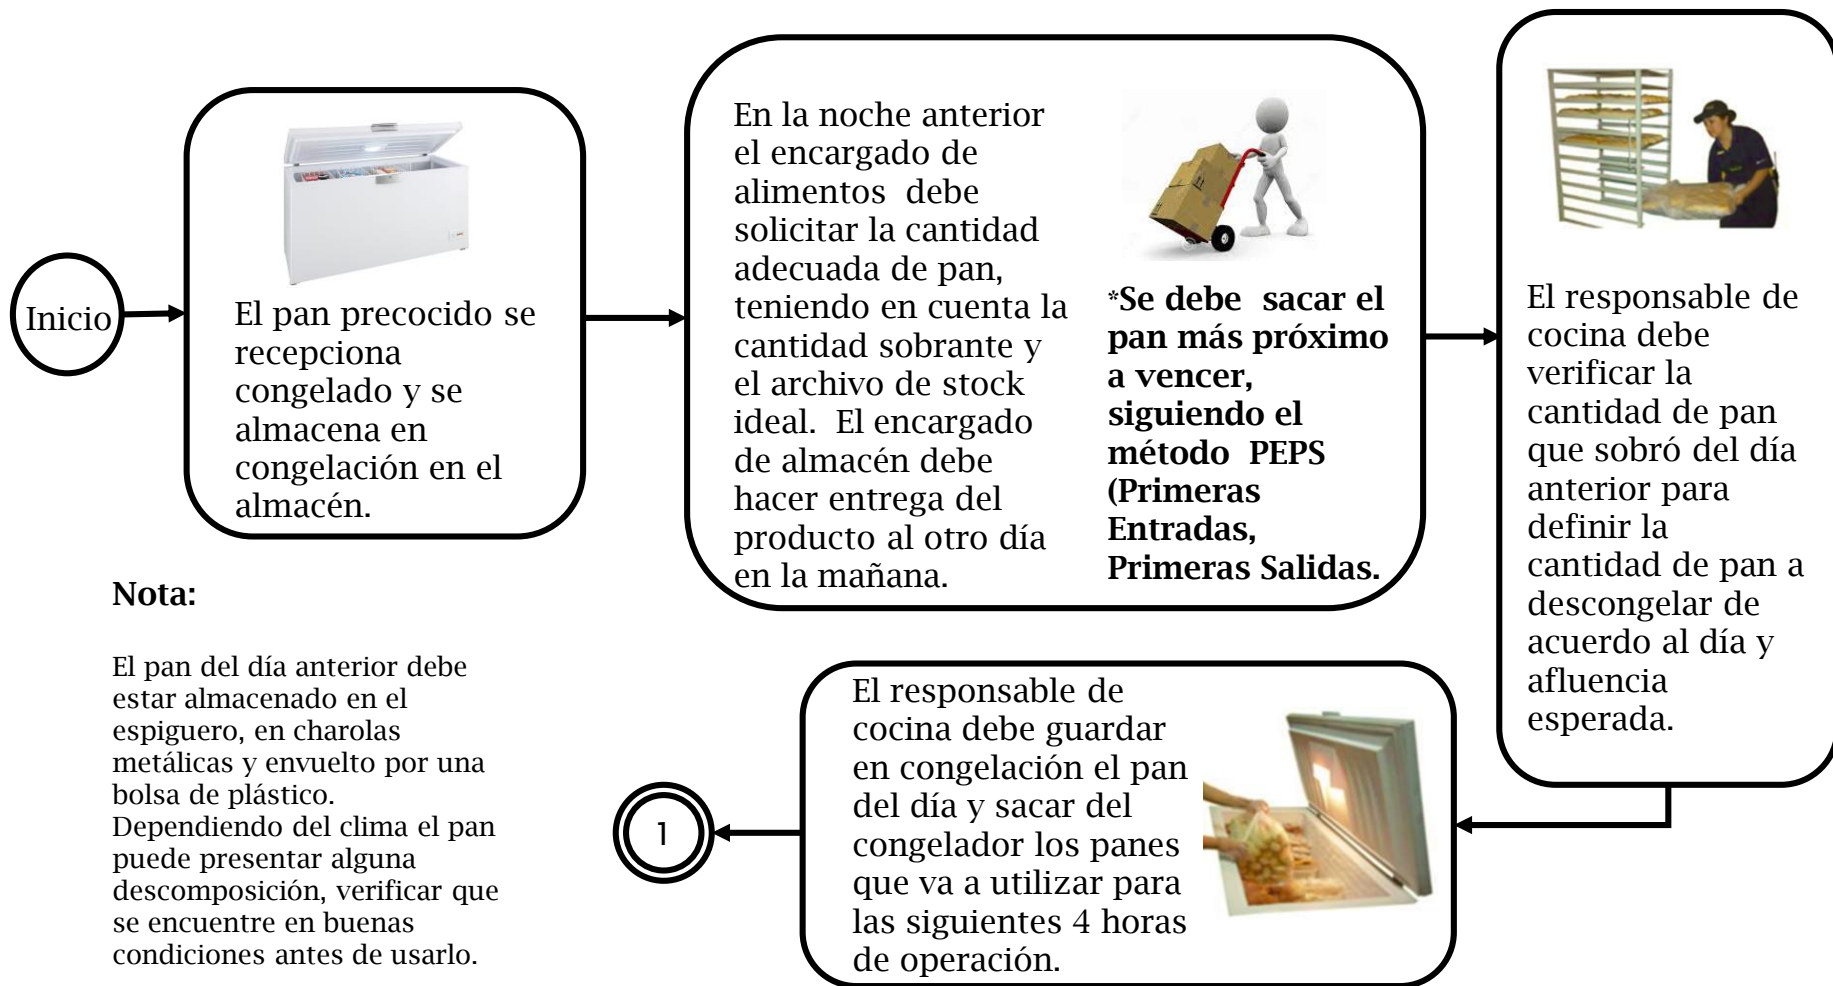 Inicio
El pan precocido se
recepciona
congelado y se
almacena en
congelación en el
almacén.
En la noche anterior
el encargado de
alimentos debe
solicitar la cantidad
adecuada de pan,
teniendo en cuenta la
cantidad sobrante y
el archivo de stock
ideal. El encargado
de almacén debe
hacer entrega del
producto al otro día
en la mañana.
*Se debe sacar el
pan más próximo
a vencer,
siguiendo el
método PEPS
(Primeras
Entradas,
Primeras Salidas.
El responsable de
cocina debe
verificar la
cantidad de pan
que sobró del día
anterior para
definir la
cantidad de pan a
descongelar de
acuerdo al día y
afluencia
esperada.
El responsable de
cocina debe guardar
en congelación el pan
del día y sacar del
congelador los panes
que va a utilizar para
las siguientes 4 horas
de operación.
1
Nota:
El pan del día anterior debe
estar almacenado en el
espiguero, en charolas
metálicas y envuelto por una
bolsa de plástico.
Dependiendo del clima el pan
puede presentar alguna
descomposición, verificar que
se encuentre en buenas
condiciones antes de usarlo.